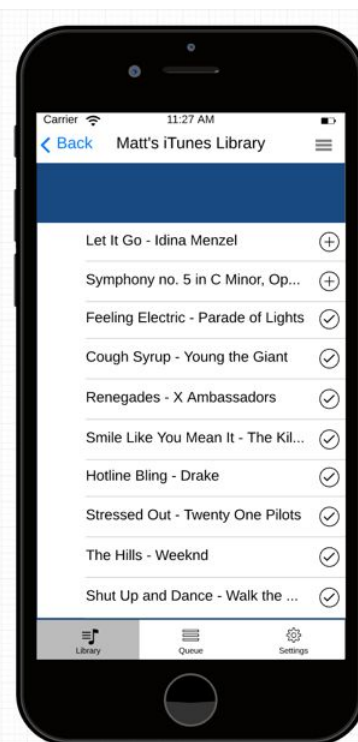 Carrier 11:27 AM
Back Matt's iTunes Library
Let It Go - Idina Menzel
Symphony no. 5 in C Minor, Op...
Feeling Electric - Parade of Lights
Cough Syrup - Young the Giant
Renegades - X Ambassadors
Smile Like You Mean It - The Kil...
Hotline Bling - Drake
Stressed Out - Twenty One Pilots
The Hills - Weeknd
Shut Up and Dance - Walk the ...
Library Queue Settings